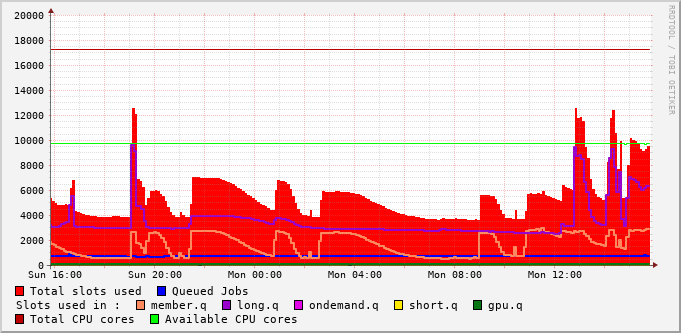 20000
18000
16000
14000
12000
10000
8000
6000
4000
2000
0
Sun 16:00 Sun 20:00 Mon 00:00 Mon 04:00 Mon 08:00 Mon 12:00
Total slots used Queued Jobs
Slots used in : member.q long.q ondemand.q short.q gpu.q
Total CPU cores Available CPU cores
RRDTOOL / TOBI OETIKER